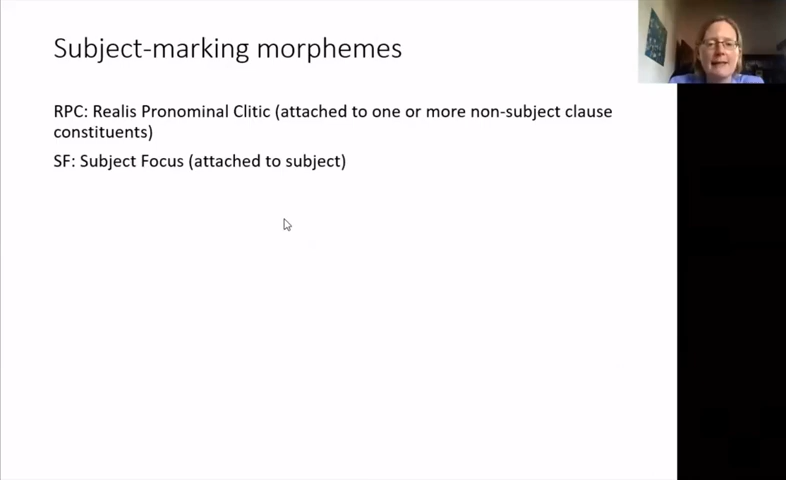 Subject-marking morphemes
RPC: Realis Pronominal Clitic (attached to one or more non-subject clause
constituents)
SF: Subject Focus (attached to subject)